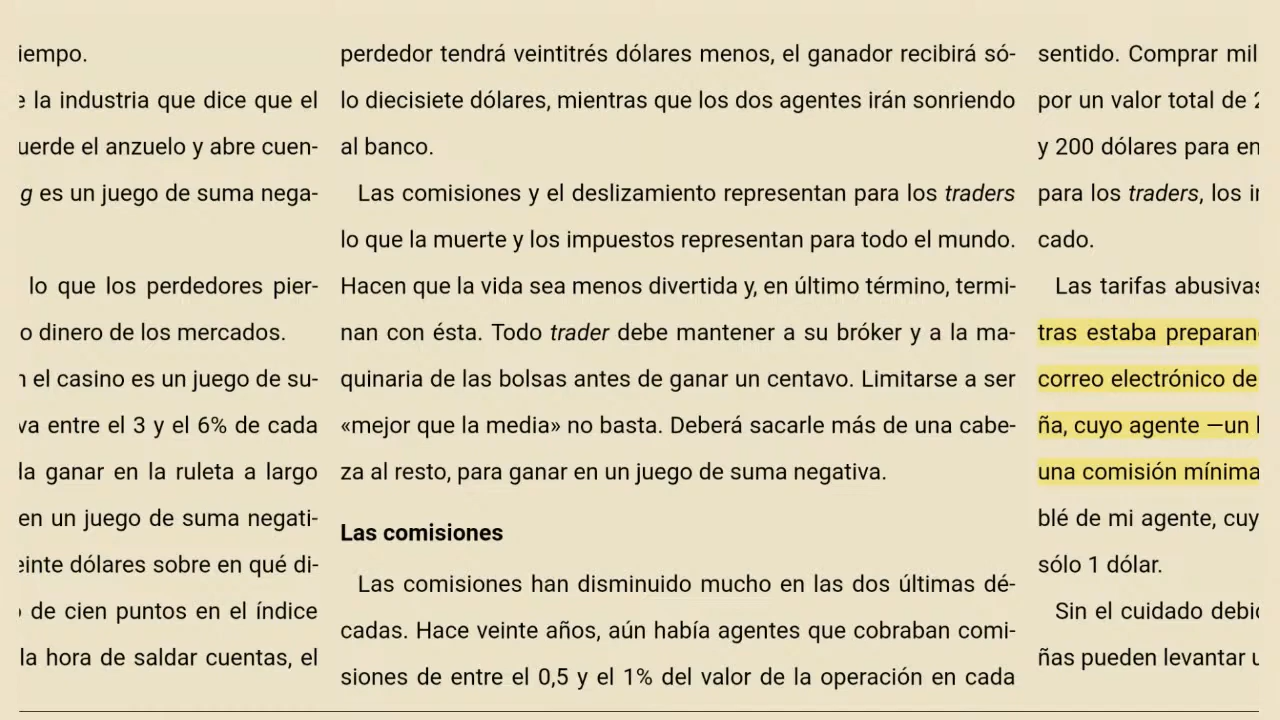 iempo.
la industria que dice que el
el anzuelo y abre cuen-
g es un juego de suma nega-
lo que los perdedores pier-
dinero de los mercados.
el casino es un juego de su-
va entre el 3 y el 6% de cada
la ganar en la ruleta a largo
en un juego de suma negati-
einte dólares sobre en qué di-
de cien puntos en el índice
la hora de saldar cuentas, el
perdedor tendrá veintitrés dólares menos, el ganador recibirá só-
lo diecisiete dólares, mientras que los dos agentes irán sonriendo
al banco.
Las comisiones y el deslizamiento representan para los traders
lo que la muerte y los impuestos representan para todo el mundo.
Hacen que la vida sea menos divertida y, en último término, termi-
nan con ésta. Todo trader debe mantener a su bróker y a la ma-
quinaria de las bolsas antes de ganar un centavo. Limitarse a ser
«mejor que la media» no basta. Deberá sacarle más de una cabe-
za al resto, para ganar en un juego de suma negativa.
Las comisiones
Las comisiones han disminuido mucho en las dos últimas dé-
cadas. Hace veinte años, aún había agentes que cobraban comi-
siones de entre el 0,5 y el 1% del valor de la operación en cada
sentido. Comprar mil
por un valor total de
y 200 dólares para en
para los traders, los
cado.
Las tarifas abusivas
tras estaba preparan
correo electrónico de
ña, cuyo agente —un
una comisión mínima
blé de mi agente, cuy
sólo 1 dólar.
Sin el cuidado debi
ñas pueden levantar